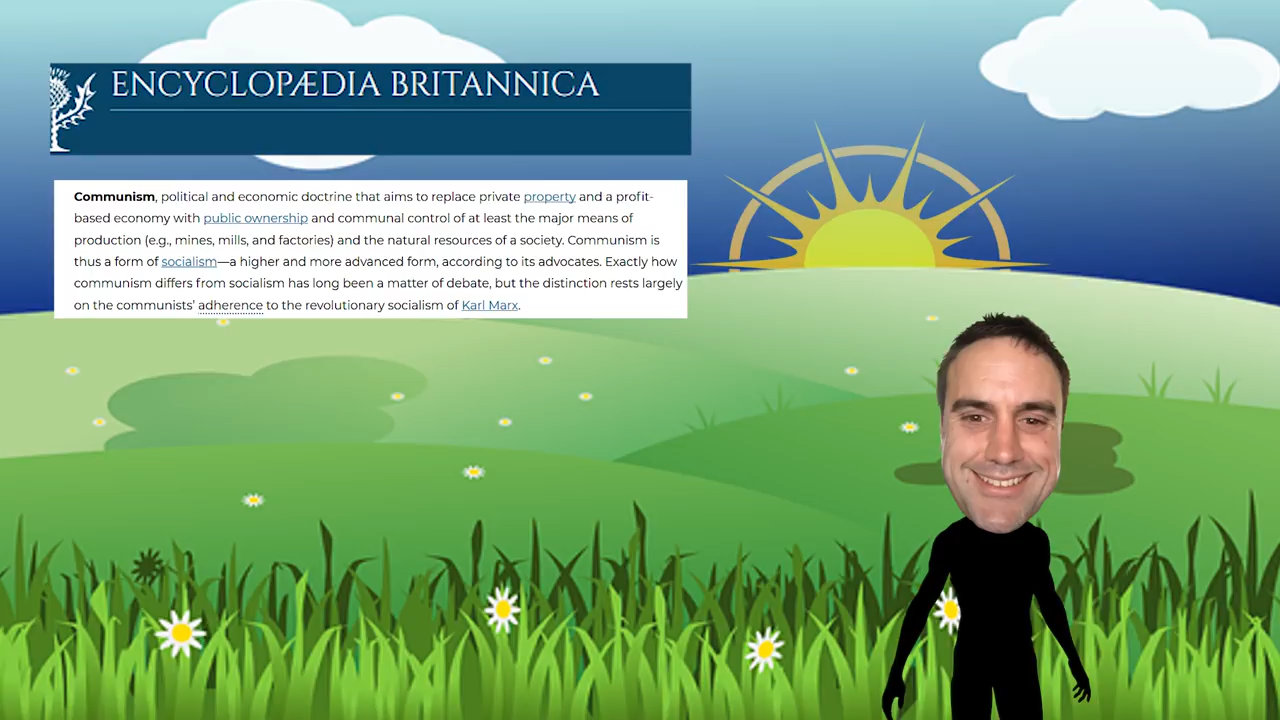 ENCYCLOPÆDIA BRITANNICA
Communism, political and economic doctrine that aims to replace private property and a profit-
based economy with public ownership and communal control of at least the major means of
production (e.g., mines, mills, and factories) and the natural resources of a society. Communism is
thus a form of socialism—a higher and more advanced form, according to its advocates. Exactly how
communism differs from socialism has long been a matter of debate, but the distinction rests largely
on the communists’ adherence to the revolutionary socialism of Karl Marx.